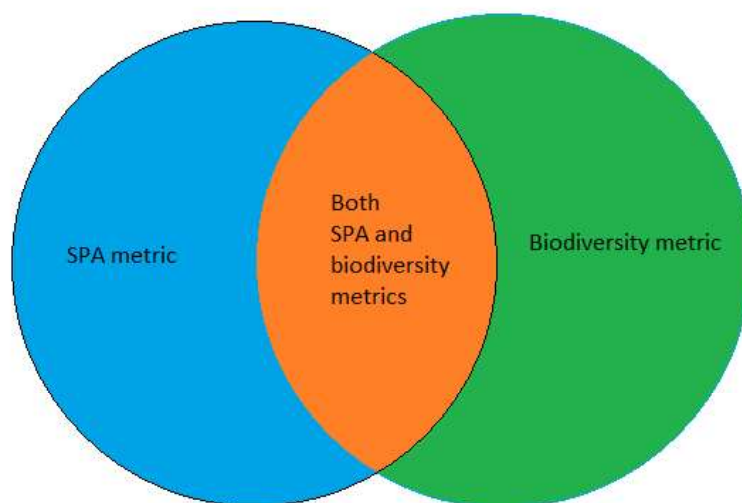 SPA metric
Both
SPA and
biodiversity
metrics
Biodiversity metric